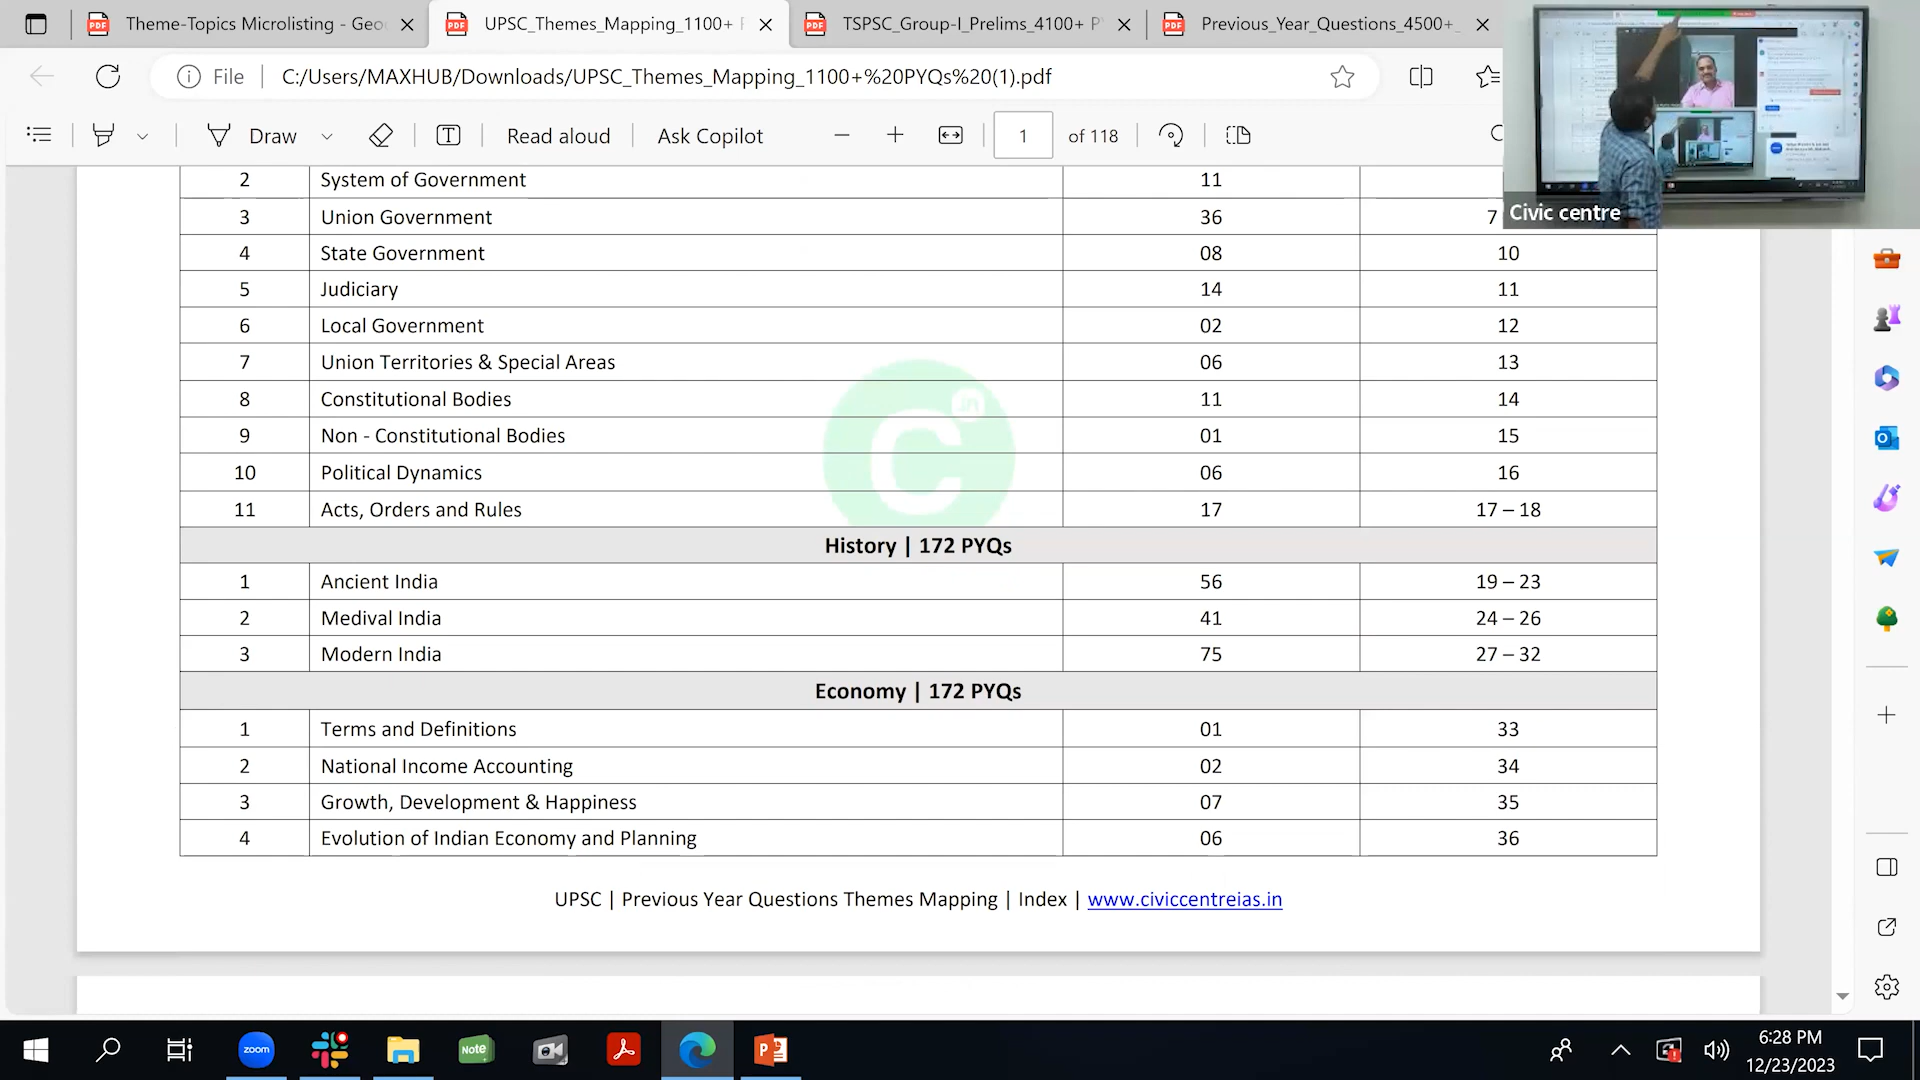 Theme-Topics Microlisting - Geo
UPSC_Themes_Mapping_1100+
TSPSC_Group-I_Prelims_4100+ P
Previous_Year_Questions_4500+
File
C:/Users/MAXHUB/Downloads/UPSC_Themes_Mapping_1100+%20PYQs%20(1).pdf
Draw
Read aloud
Ask Copilot
1 of 118
2 System of Government 11
3 Union Government 36 7
4 State Government 08 10
5 Judiciary 14 11
6 Local Government 02 12
7 Union Territories & Special Areas 06 13
8 Constitutional Bodies 11 14
9 Non - Constitutional Bodies 01 15
10 Political Dynamics 06 16
11 Acts, Orders and Rules 17 17 – 18
History | 172 PYQs
1 Ancient India 56 19 – 23
2 Medival India 41 24 – 26
3 Modern India 75 27 – 32
Economy | 172 PYQs
1 Terms and Definitions 01 33
2 National Income Accounting 02 34
3 Growth, Development & Happiness 07 35
4 Evolution of Indian Economy and Planning 06 36
UPSC | Previous Year Questions Themes Mapping | Index | www.civiccentreias.in
Civic centre
zoom
Note
6:28 PM
12/23/2023